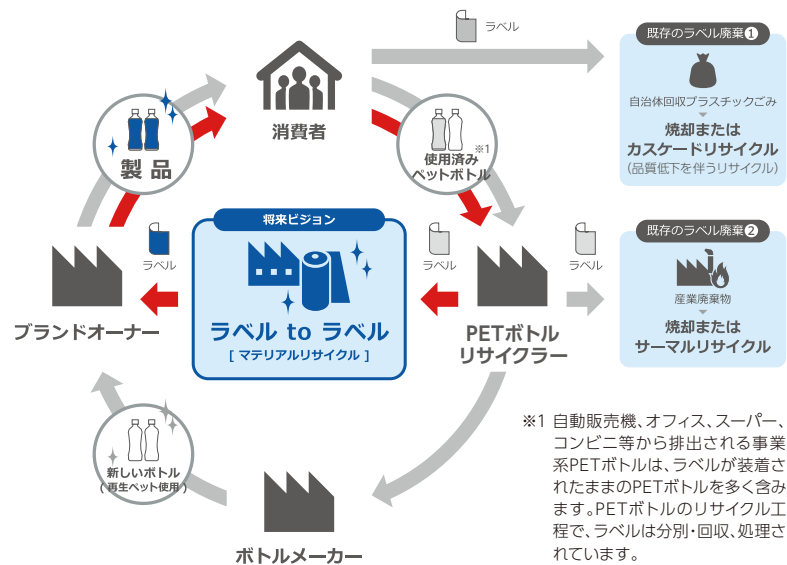 ラベル
既存のラベル廃棄❶
自治体回収プラスチックごみ
焼却または
カスケードリサイクル
(品質低下を伴うリサイクル)
消費者
製品
※1
使用済み
ペットボトル
将来ビジョン
ラベル to ラベル
[ マテリアルリサイクル ]
ラベル
ラベル
ラベル
既存のラベル廃棄❷
産業廃棄物
焼却または
サーマルリサイクル
ブランドオーナー
PETボトル
リサイクラー
新しいボトル
( 再生ペット使用 )
ボトルメーカー
※1 自動販売機、オフィス、スーパー、
コンビニ等から排出される事業
系PETボトルは、ラベルが装着さ
れたままのPETボトルを多く含み
ます。PETボトルのリサイクル工
程で、ラベルは分別・回収、処理さ
れています。